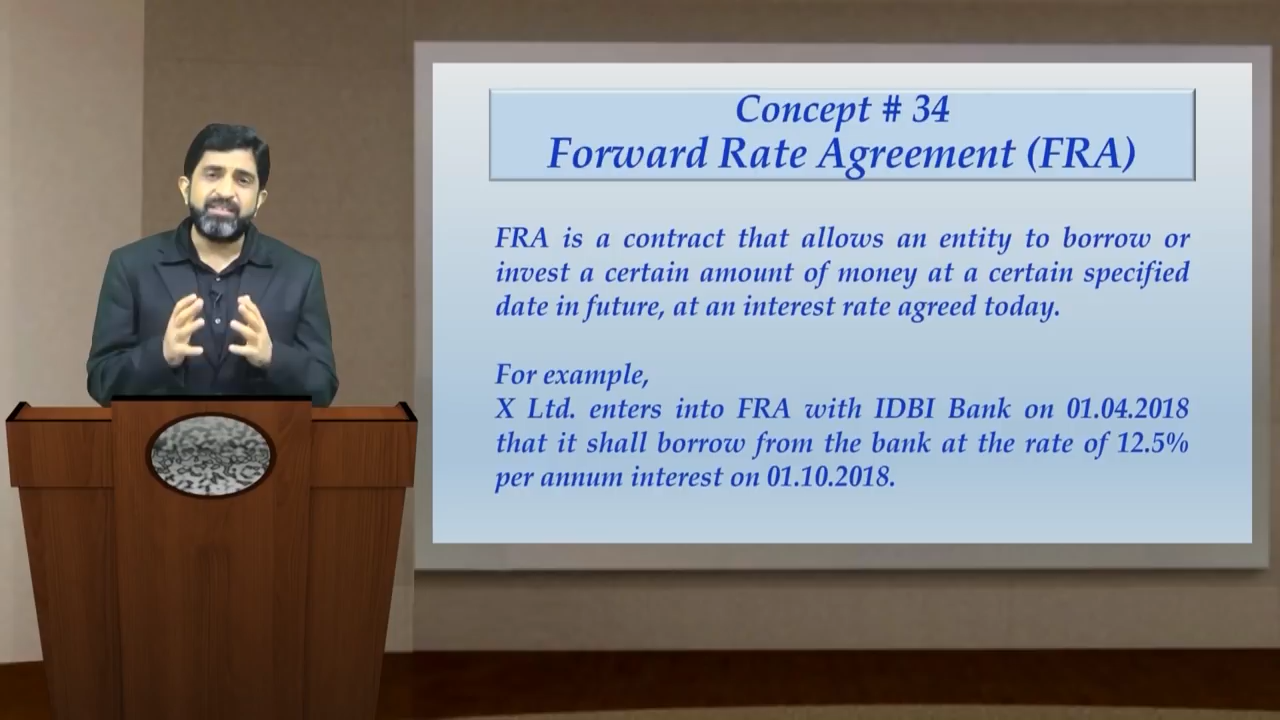 Concept # 34
Forward Rate Agreement (FRA)
FRA is a contract that allows an entity to borrow or
invest a certain amount of money at a certain specified
date in future, at an interest rate agreed today.
For example,
X Ltd. enters into FRA with IDBI Bank on 01.04.2018
that it shall borrow from the bank at the rate of 12.5%
per annum interest on 01.10.2018.